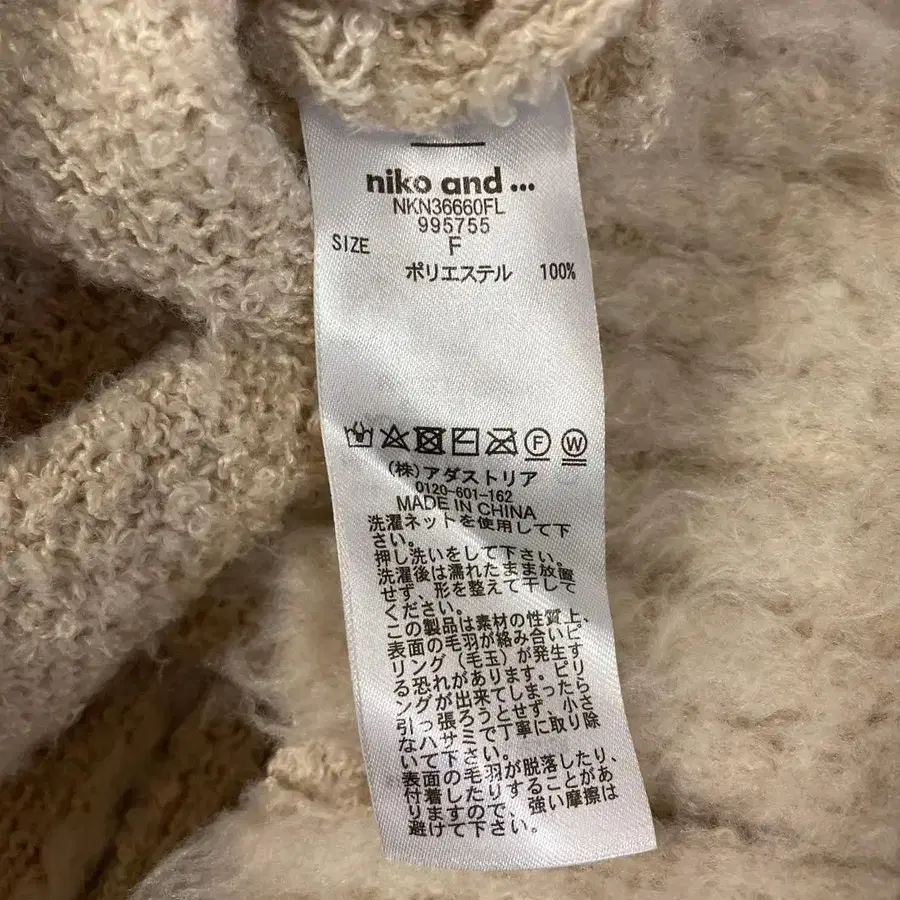 niko and ...
NKN36660FL
995755
SIZE F
ポリエステル 100%
F W
(株)アダストリア
0120-601-162
MADE IN CHINA
洗濯ネットを使用して下
さい。
押し洗いをして下さい。
洗濯後は濡れたまま放置
せず、形を整えて干して
ください。
この製品は素材の性質上、
表面の毛羽が絡み合いピ
リング(毛玉)が発生す
る恐れがあります。ピリ
ングが出来てしまったら
引っ張ろうとせず、小さ
なハサミで丁寧に取り除
いて下さい。
表面の毛羽が脱落したり、
付着したりすることがあ
りますので、強い摩擦は
避けて下さい。